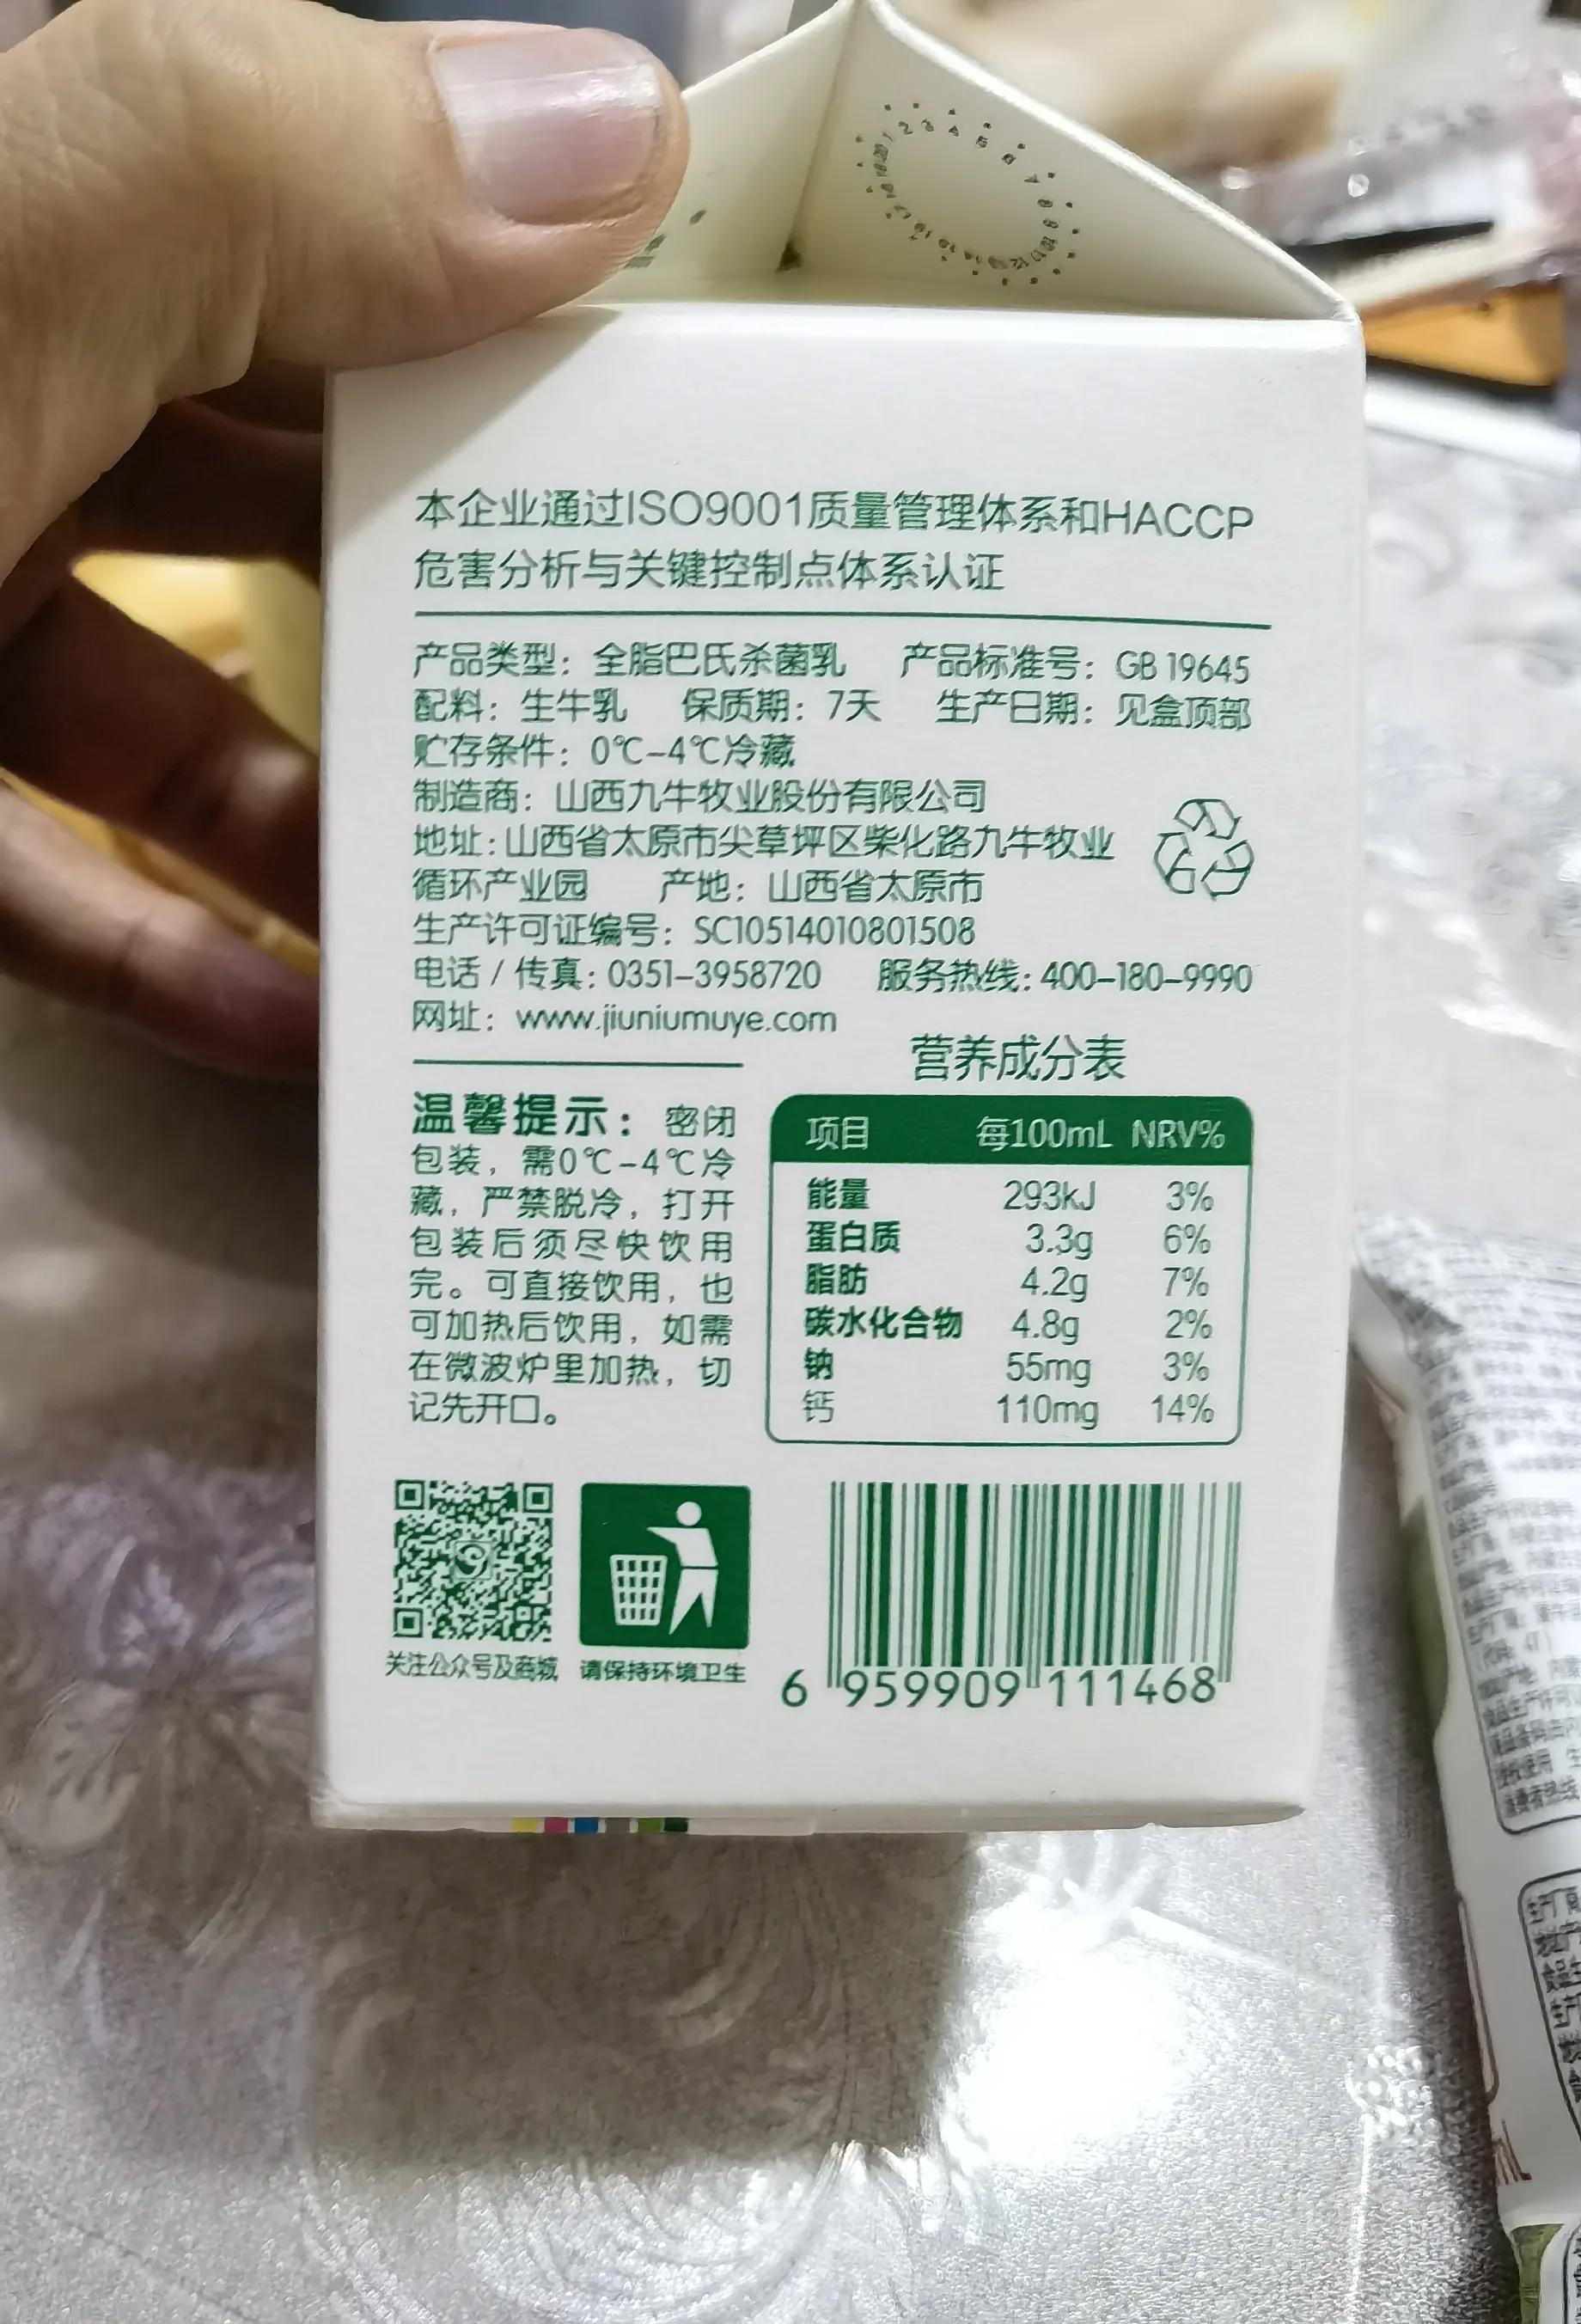 本企业通过ISO9001质量管理体系和HACCP
危害分析与关键控制点体系认证
产品类型：全脂巴氏杀菌乳 产品标准号：GB 19645
配料：生牛乳 保质期：7天 生产日期：见盒顶部
贮存条件：0℃-4℃冷藏
制造商：山西九牛牧业股份有限公司
地址：山西省太原市尖草坪区柴化路九牛牧业
循环产业园 产地：山西省太原市
生产许可证编号：SC10514010801508
电话/传真：0351-3958720 服务热线：400-180-9990
网址：www.jiuniumuye.com
温馨提示：密闭
包装，需0℃-4℃冷
藏，严禁脱冷，打开
包装后须尽快饮用
完。可直接饮用，也
可加热后饮用，如需
在微波炉里加热，切
记先开口。
营养成分表
项目 每100mL NRV%
能量 293kJ 3%
蛋白质 3.3g 6%
脂肪 4.2g 7%
碳水化合物 4.8g 2%
钠 55mg 3%
钙 110mg 14%
关注公众号及商城
请保持环境卫生
6 959909 111468